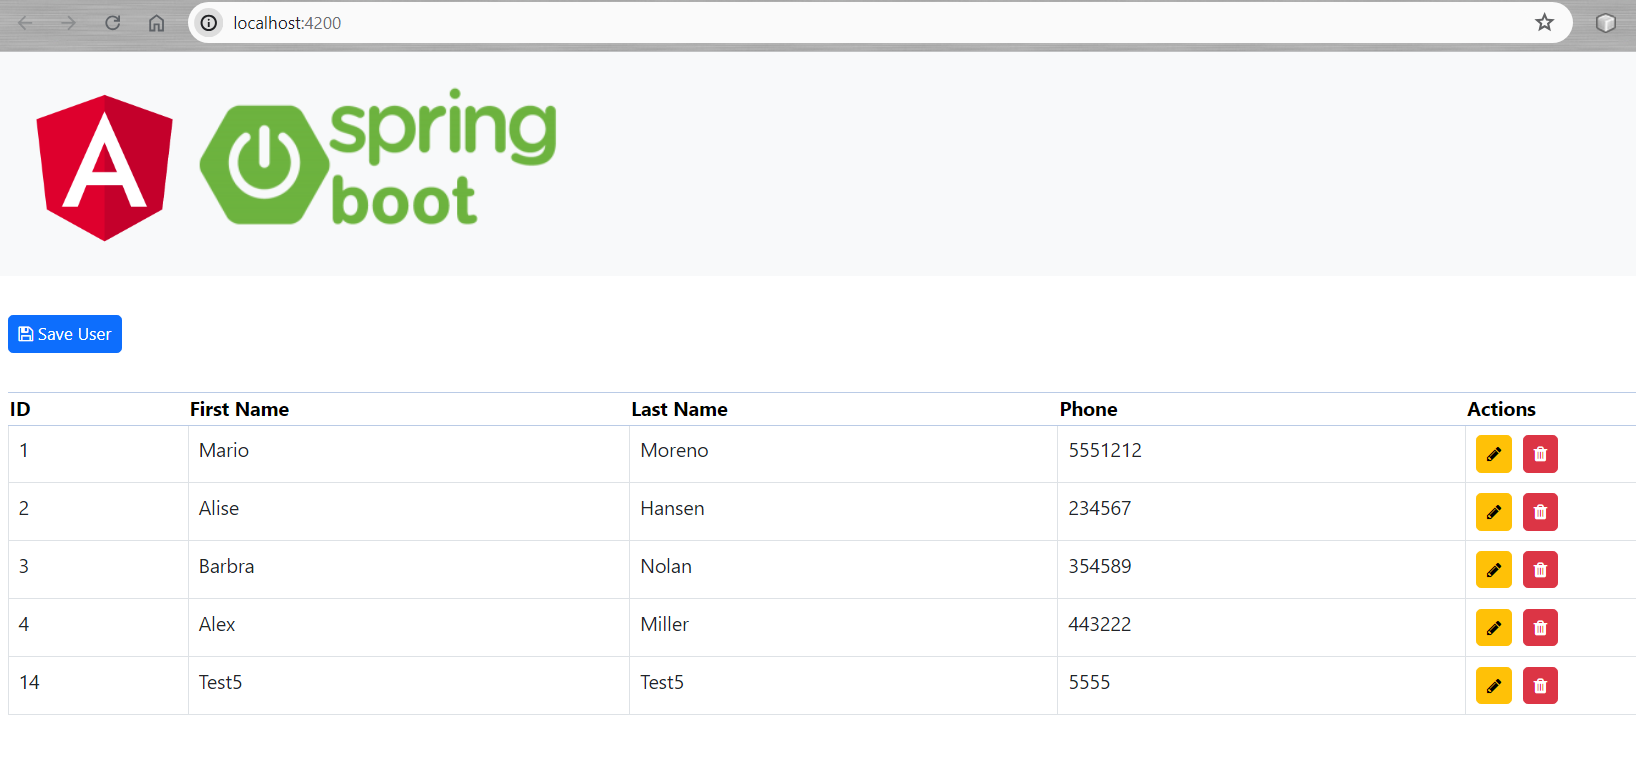 localhost:4200
A
spring
boot
Save User
ID First Name Last Name Phone Actions
1 Mario Moreno 5551212
2 Alise Hansen 234567
3 Barbra Nolan 354589
4 Alex Miller 443222
14 Test5 Test5 5555